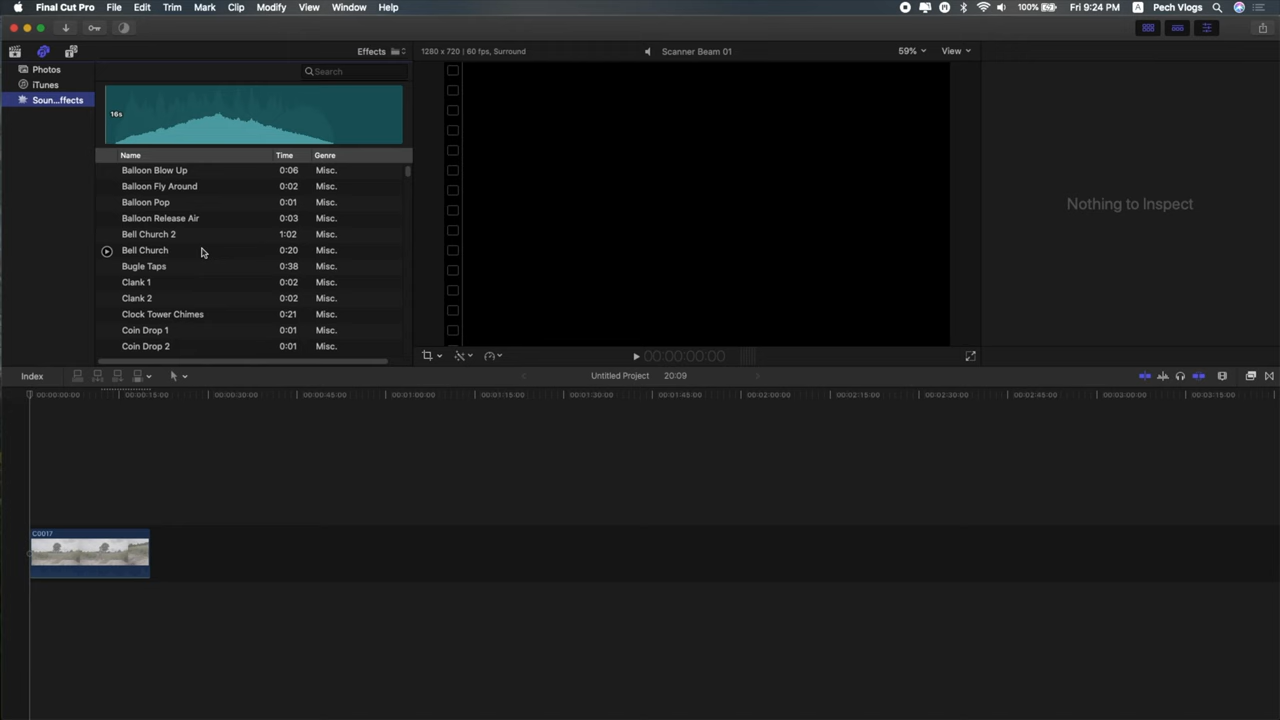 Final Cut Pro File Edit Trim Mark Clip Modify View Window Help 100% Fri 9:24 PM A Pech Vlogs
Effects
1280 x 720 | 60 fps, Surround
Scanner Beam 01
59%
View
Photos
iTunes
Soun...ffects
Search
16s
Name Time Genre
Balloon Blow Up 0:06 Misc.
Balloon Fly Around 0:02 Misc.
Balloon Pop 0:01 Misc.
Balloon Release Air 0:03 Misc.
Bell Church 2 1:02 Misc.
Bell Church 0:20 Misc.
Bugle Taps 0:38 Misc.
Clank 1 0:02 Misc.
Clank 2 0:02 Misc.
Clock Tower Chimes 0:21 Misc.
Coin Drop 1 0:01 Misc.
Coin Drop 2 0:01 Misc.
Nothing to Inspect
00:00:00:00
Index
Untitled Project 20:09
00:00:00:00 00:00:15:00 00:00:30:00 00:00:45:00 00:01:00:00 00:01:15:00 00:01:30:00 00:01:45:00 00:02:00:00 00:02:15:00 00:02:30:00 00:02:45:00 00:03:00:00 00:03:15:00
C0017